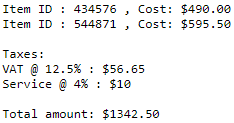 Item ID : 434576 , Cost: $490.00
Item ID : 544871 , Cost: $595.50
Taxes:
VAT @ 12.5% : $56.65
Service @ 4% : $10
Total amount: $1342.50